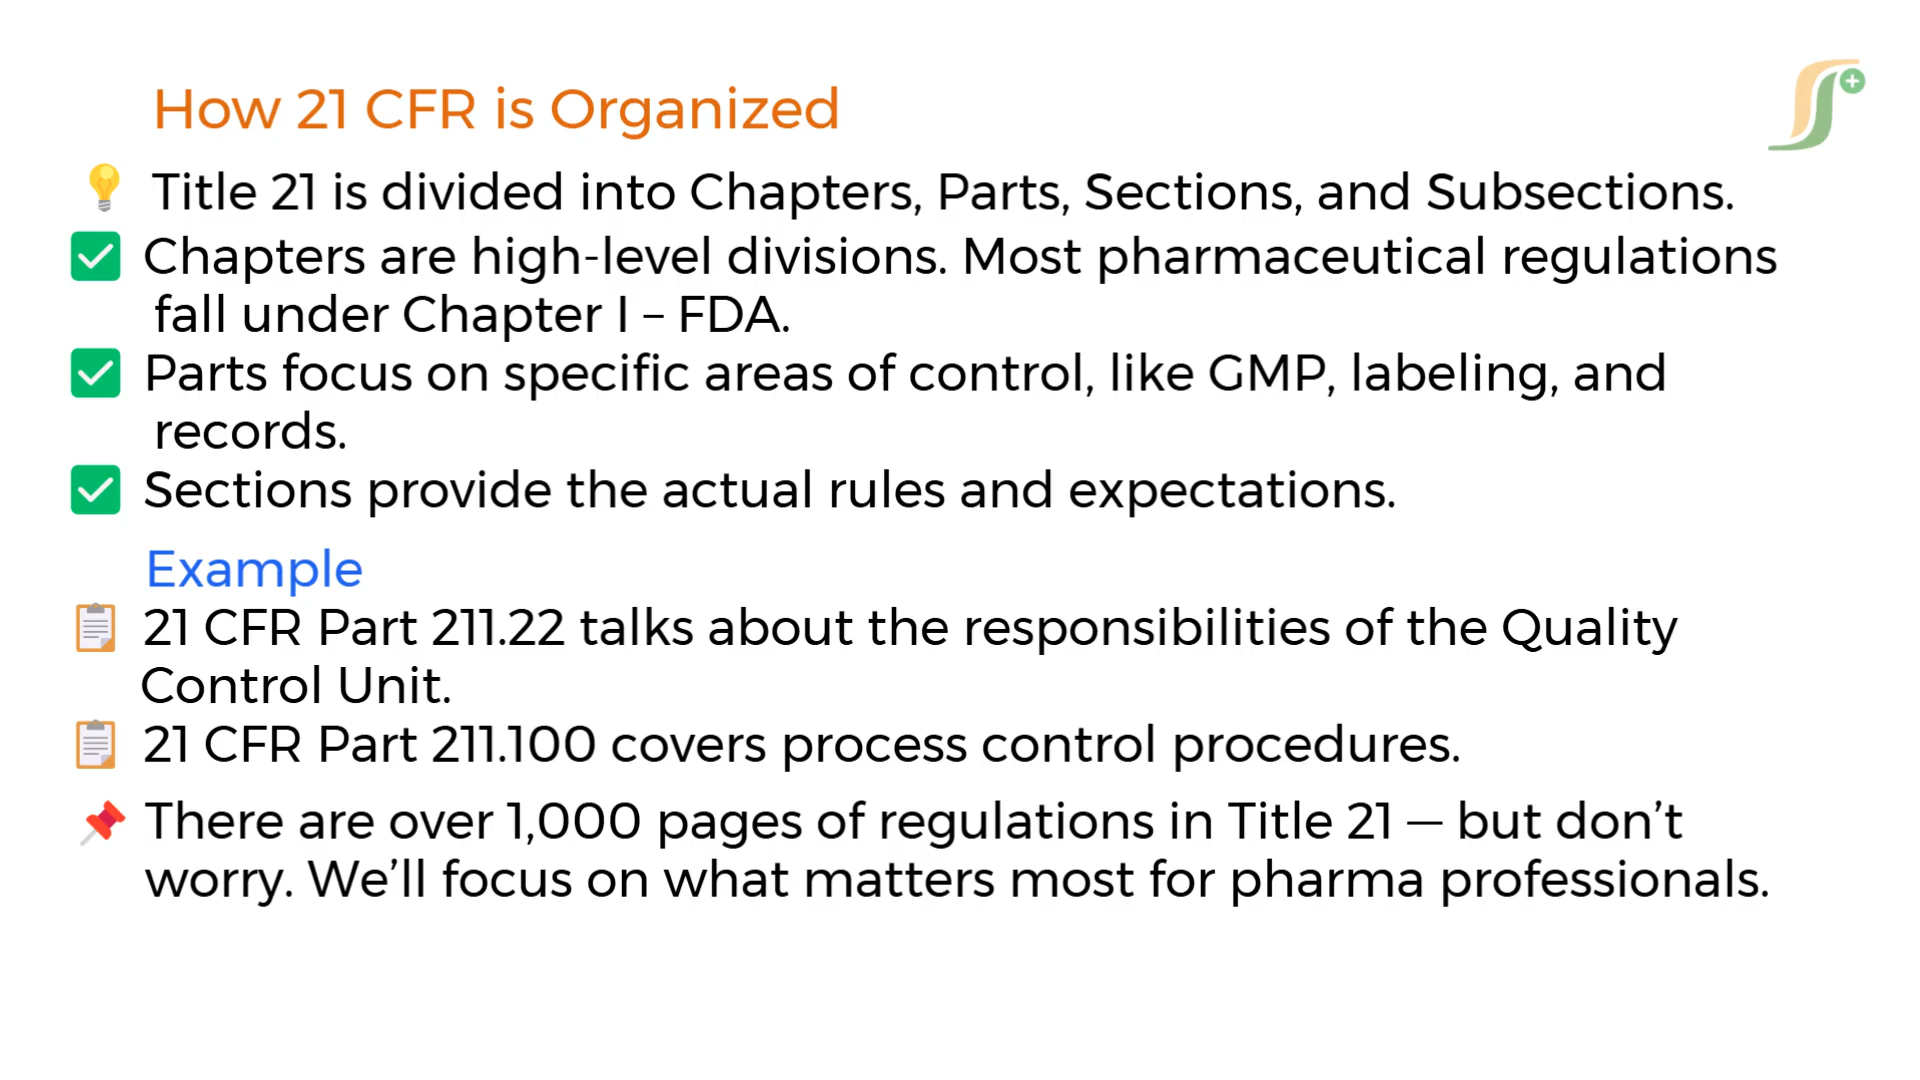 How 21 CFR is Organized
💡 Title 21 is divided into Chapters, Parts, Sections, and Subsections.
✅ Chapters are high-level divisions. Most pharmaceutical regulations
fall under Chapter I – FDA.
✅ Parts focus on specific areas of control, like GMP, labeling, and
records.
✅ Sections provide the actual rules and expectations.
Example
📋 21 CFR Part 211.22 talks about the responsibilities of the Quality
Control Unit.
📋 21 CFR Part 211.100 covers process control procedures.
📌 There are over 1,000 pages of regulations in Title 21 — but don’t
worry. We’ll focus on what matters most for pharma professionals.